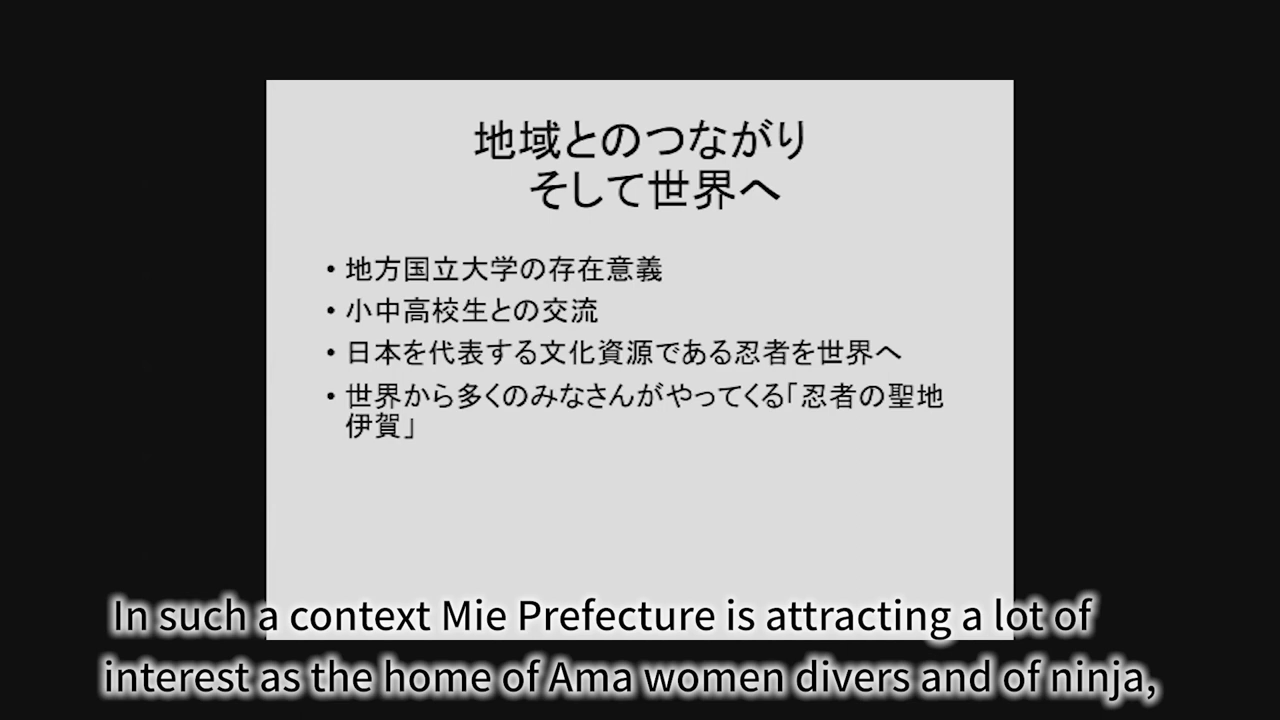 地域とのつながり
そして世界へ
• 地方国立大学の存在意義
• 小中高校生との交流
• 日本を代表する文化資源である忍者を世界へ
• 世界から多くのみなさんがやってくる「忍者の聖地
伊賀」
In such a context Mie Prefecture is attracting a lot of
interest as the home of Ama women divers and of ninja,